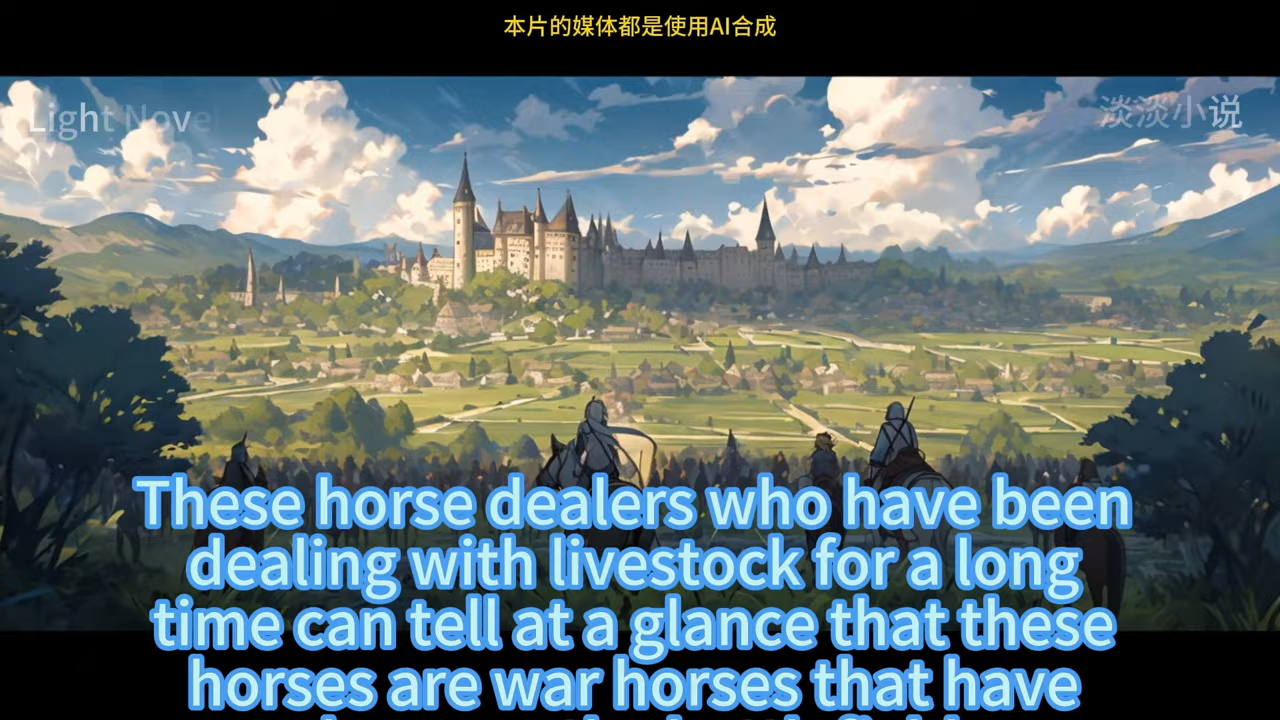 本片的媒体都是使用AI合成
Light Nove
淡淡小说
These horse dealers who have been
dealing with livestock for a long
time can tell at a glance that these
horses are war horses that have